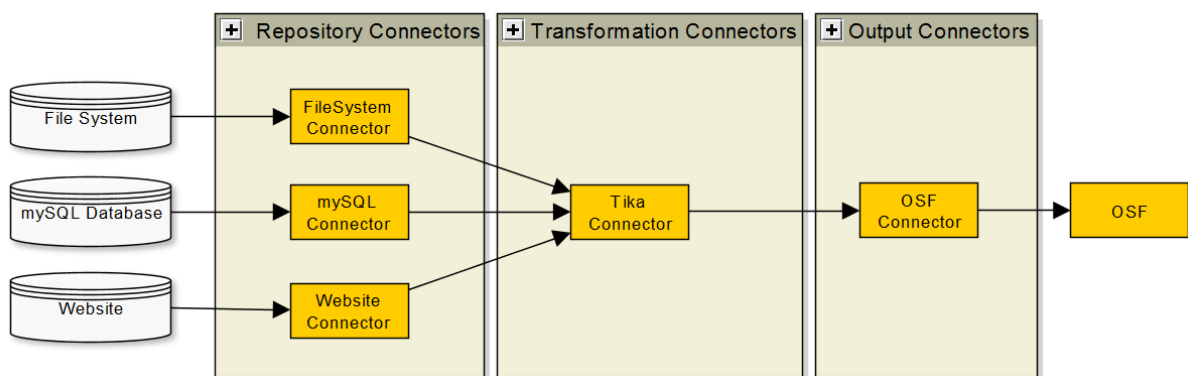 Repository Connectors
Transformation Connectors
Output Connectors
File System
FileSystem
Connector
mySQL Database
mySQL
Connector
Tika
Connector
OSF
Connector
OSF
Website
Website
Connector